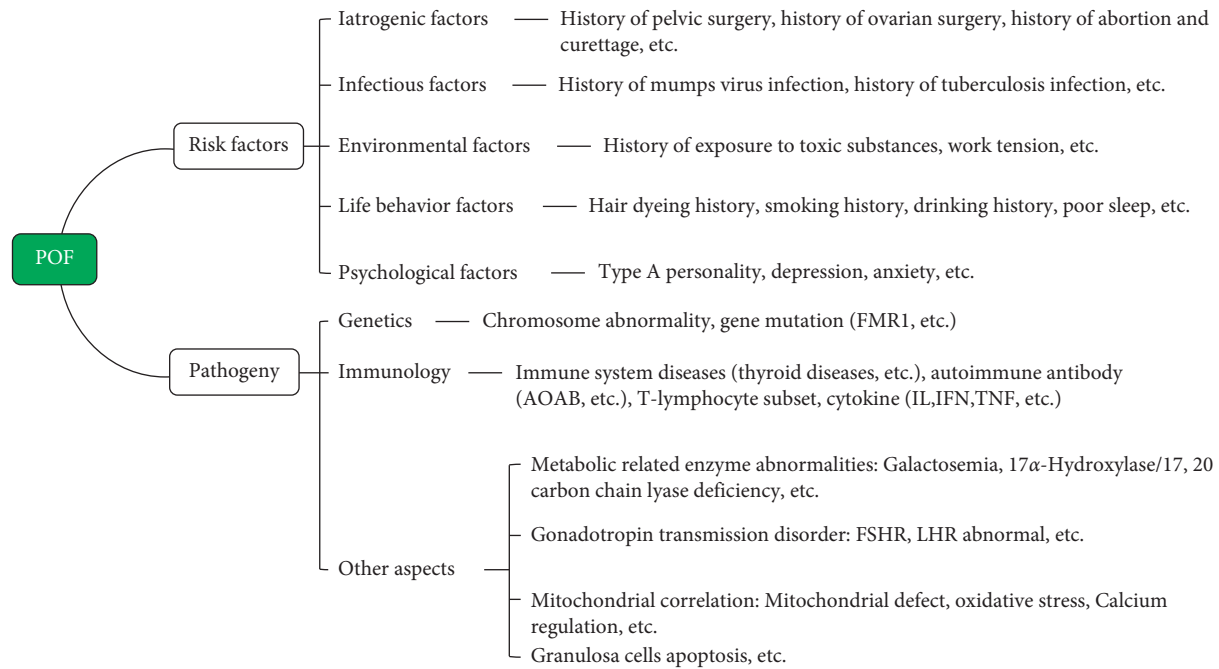 POF
Risk factors
Iatrogenic factors
History of pelvic surgery, history of ovarian surgery, history of abortion and
curettage, etc.
Infectious factors
History of mumps virus infection, history of tuberculosis infection, etc.
Environmental factors
History of exposure to toxic substances, work tension, etc.
Life behavior factors
Hair dyeing history, smoking history, drinking history, poor sleep, etc.
Psychological factors
Type A personality, depression, anxiety, etc.
Pathogeny
Genetics
Chromosome abnormality, gene mutation (FMR1, etc.)
Immunology
Immune system diseases (thyroid diseases, etc.), autoimmune antibody
(AOAB, etc.), T-lymphocyte subset, cytokine (IL,IFN,TNF, etc.)
Other aspects
Metabolic related enzyme abnormalities: Galactosemia, 17α-Hydroxylase/17, 20
carbon chain lyase deficiency, etc.
Gonadotropin transmission disorder: FSHR, LHR abnormal, etc.
Mitochondrial correlation: Mitochondrial defect, oxidative stress, Calcium
regulation, etc.
Granulosa cells apoptosis, etc.